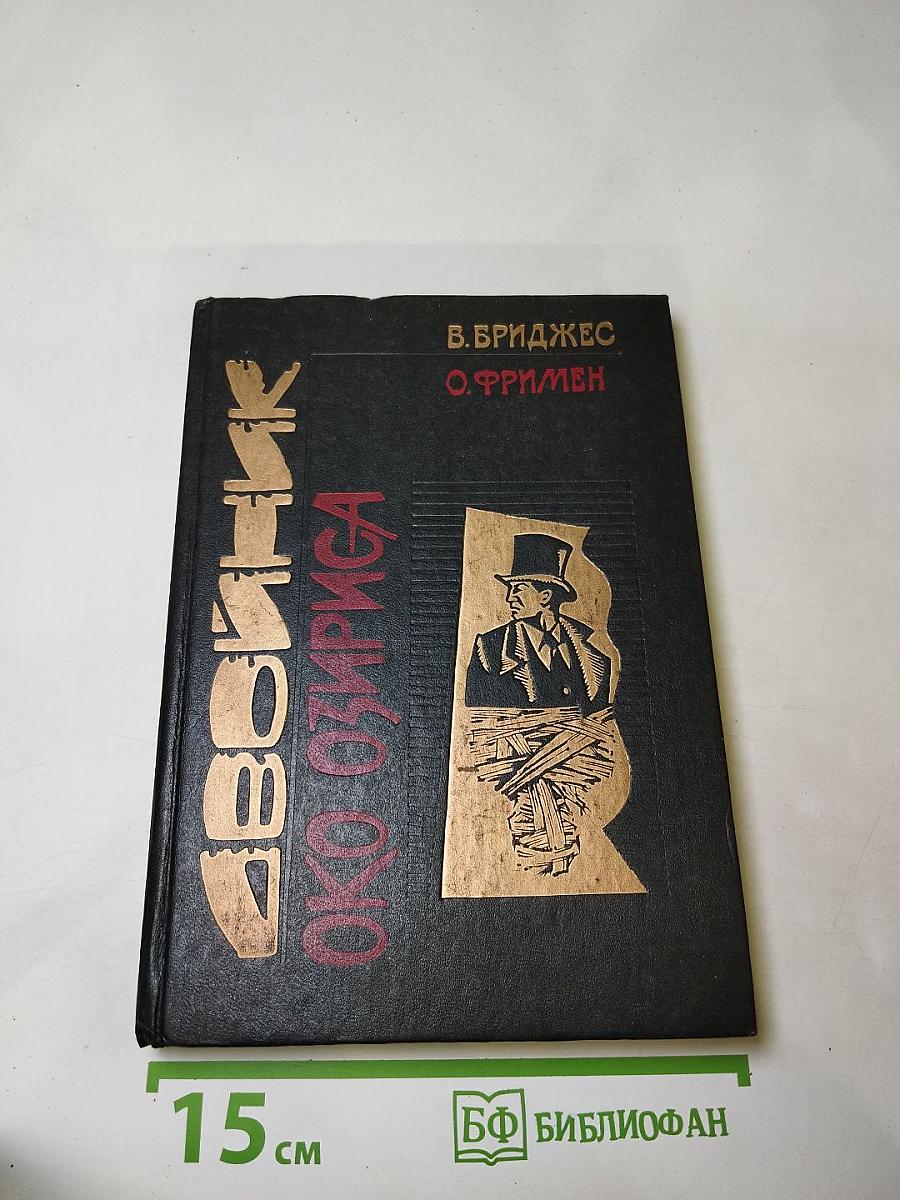 В. БРИДЖЕС
О. ФРИМЕН
ДВОЙНИК
ОКО ОЗИРИСА
15 см
БФ БИБЛИОФАН